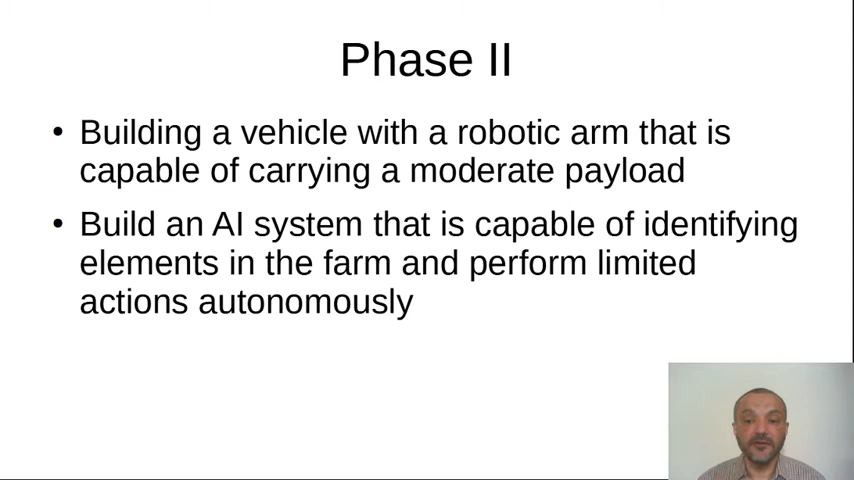 Phase II
• Building a vehicle with a robotic arm that is
capable of carrying a moderate payload
• Build an AI system that is capable of identifying
elements in the farm and perform limited
actions autonomously